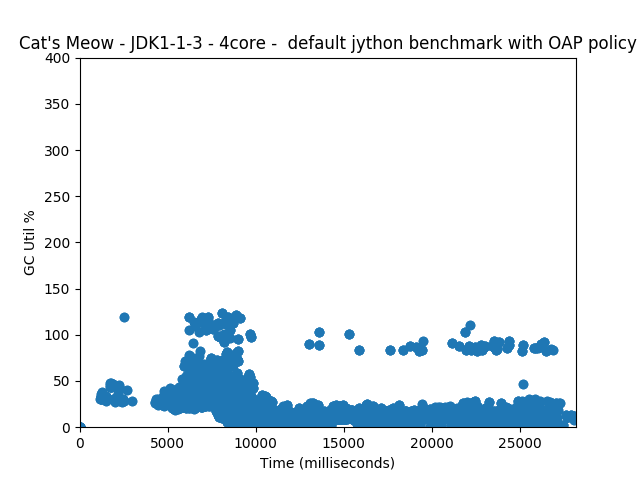 Cat's Meow - JDK1-1-3 - 4core -  default jython benchmark with OAP policy
400
350
300
250
200
150
100
50
0
GC Util %
0 5000 10000 15000 20000 25000
Time (milliseconds)